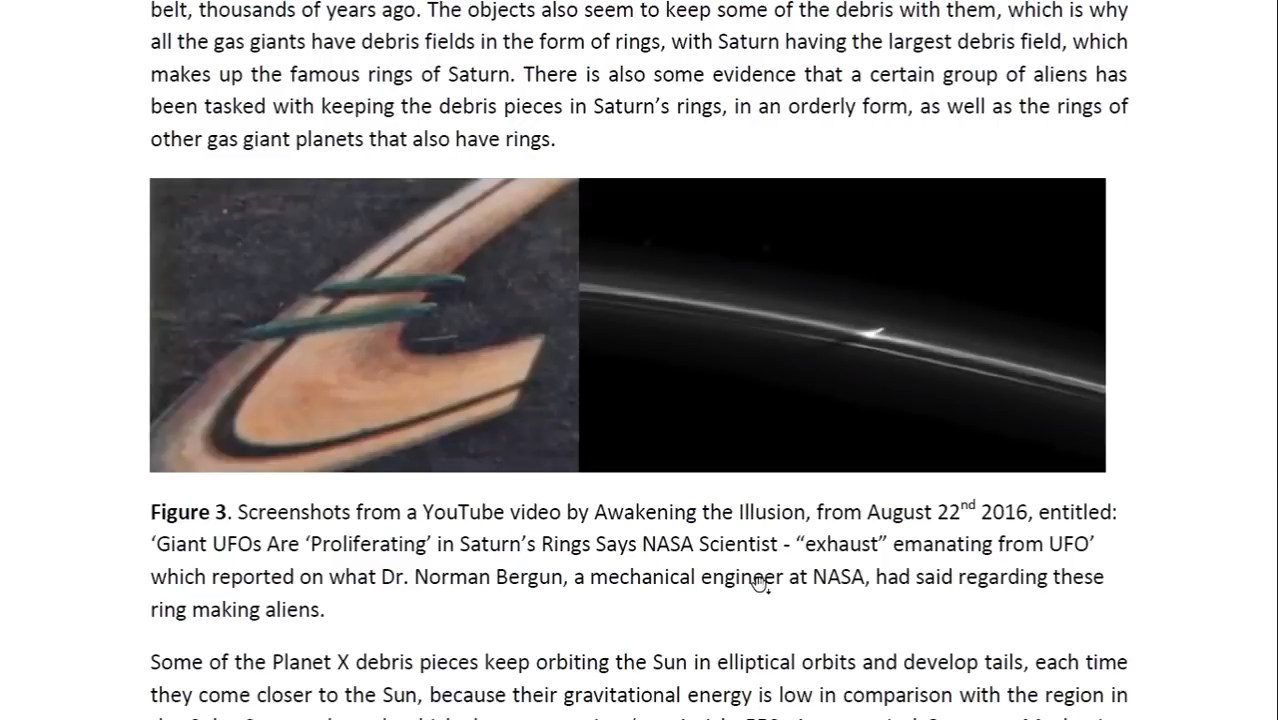 belt, thousands of years ago. The objects also seem to keep some of the debris with them, which is why
all the gas giants have debris fields in the form of rings, with Saturn having the largest debris field, which
makes up the famous rings of Saturn. There is also some evidence that a certain group of aliens has
been tasked with keeping the debris pieces in Saturn’s rings, in an orderly form, as well as the rings of
other gas giant planets that also have rings.
Figure 3. Screenshots from a YouTube video by Awakening the Illusion, from August 22nd 2016, entitled:
‘Giant UFOs Are ‘Proliferating’ in Saturn’s Rings Says NASA Scientist - “exhaust” emanating from UFO’
which reported on what Dr. Norman Bergun, a mechanical engineer at NASA, had said regarding these
ring making aliens.
Some of the Planet X debris pieces keep orbiting the Sun in elliptical orbits and develop tails, each time
they come closer to the Sun, because their gravitational energy is low in comparison with the region in